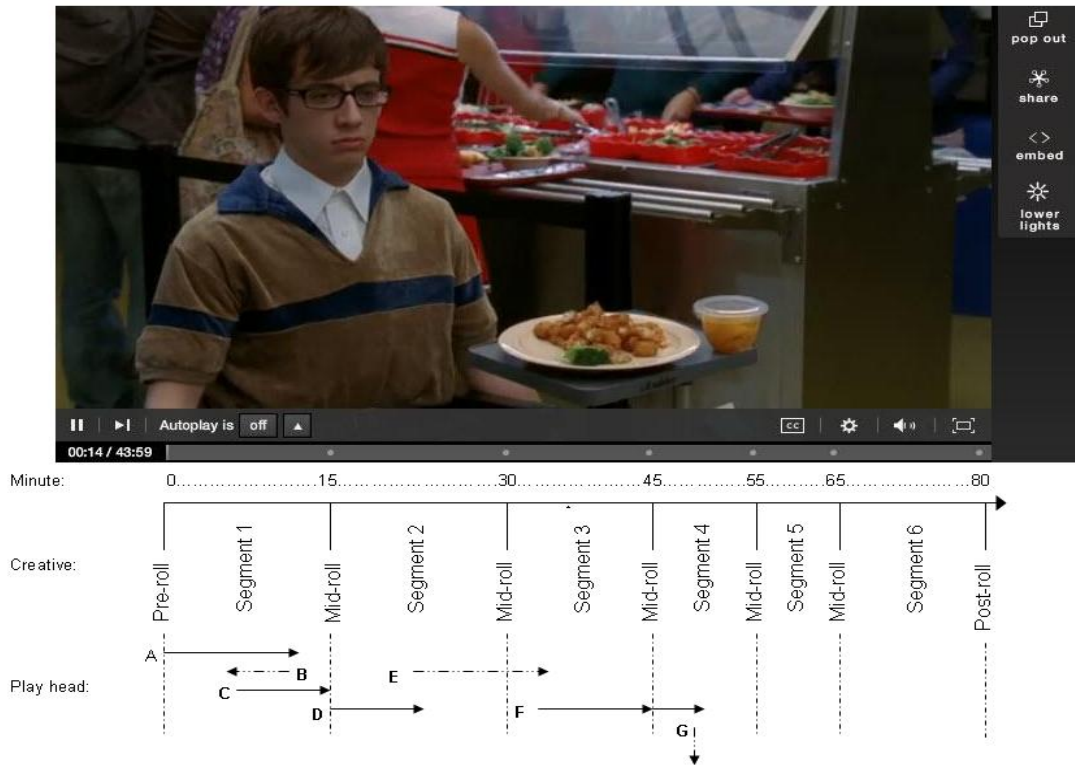 pop out
share
embed
lower
lights
Autoplay is off
CC
00:14 / 43:59
Minute: 0 15 30 45 55 65 80
Creative: Pre-roll Segment 1 Mid-roll Segment 2 Mid-roll Segment 3 Mid-roll Segment 4 Mid-roll Segment 5 Mid-roll Segment 6 Post-roll
A
B E
Play head: C
D F
G